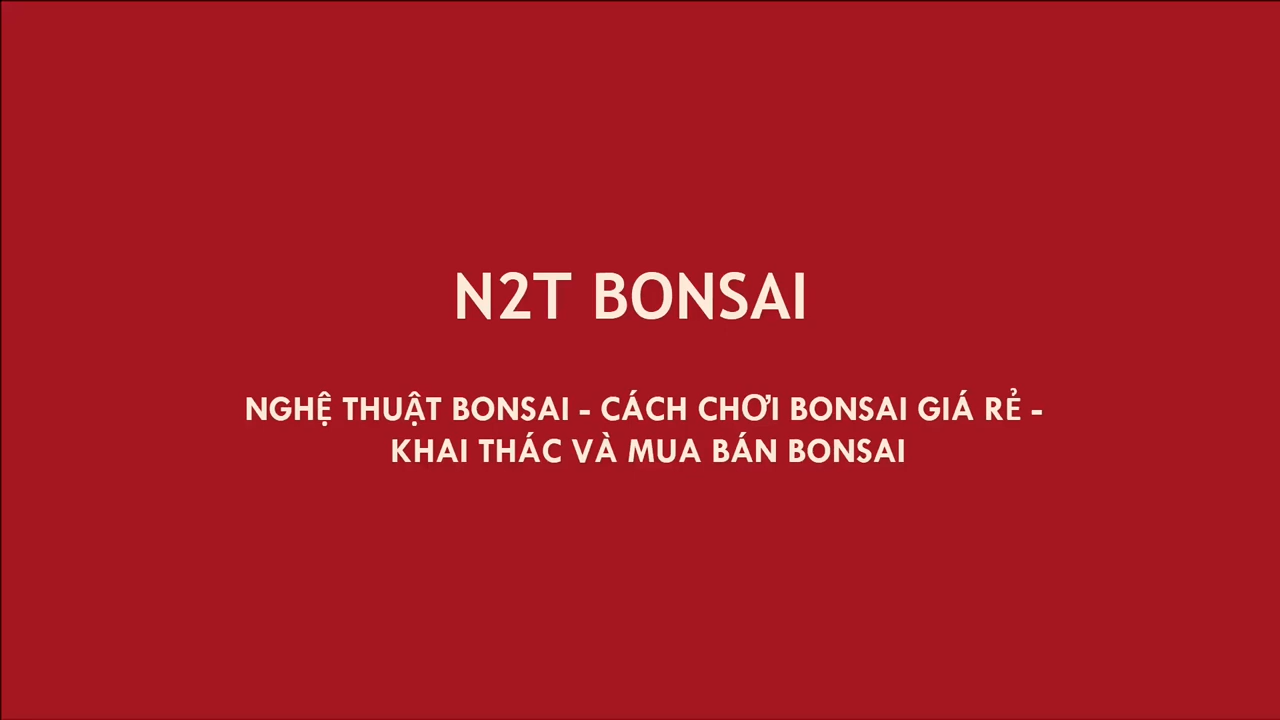 N2T BONSAI
NGHỆ THUẬT BONSAI - CÁCH CHƠI BONSAI GIÁ RẺ -
KHAI THÁC VÀ MUA BÁN BONSAI